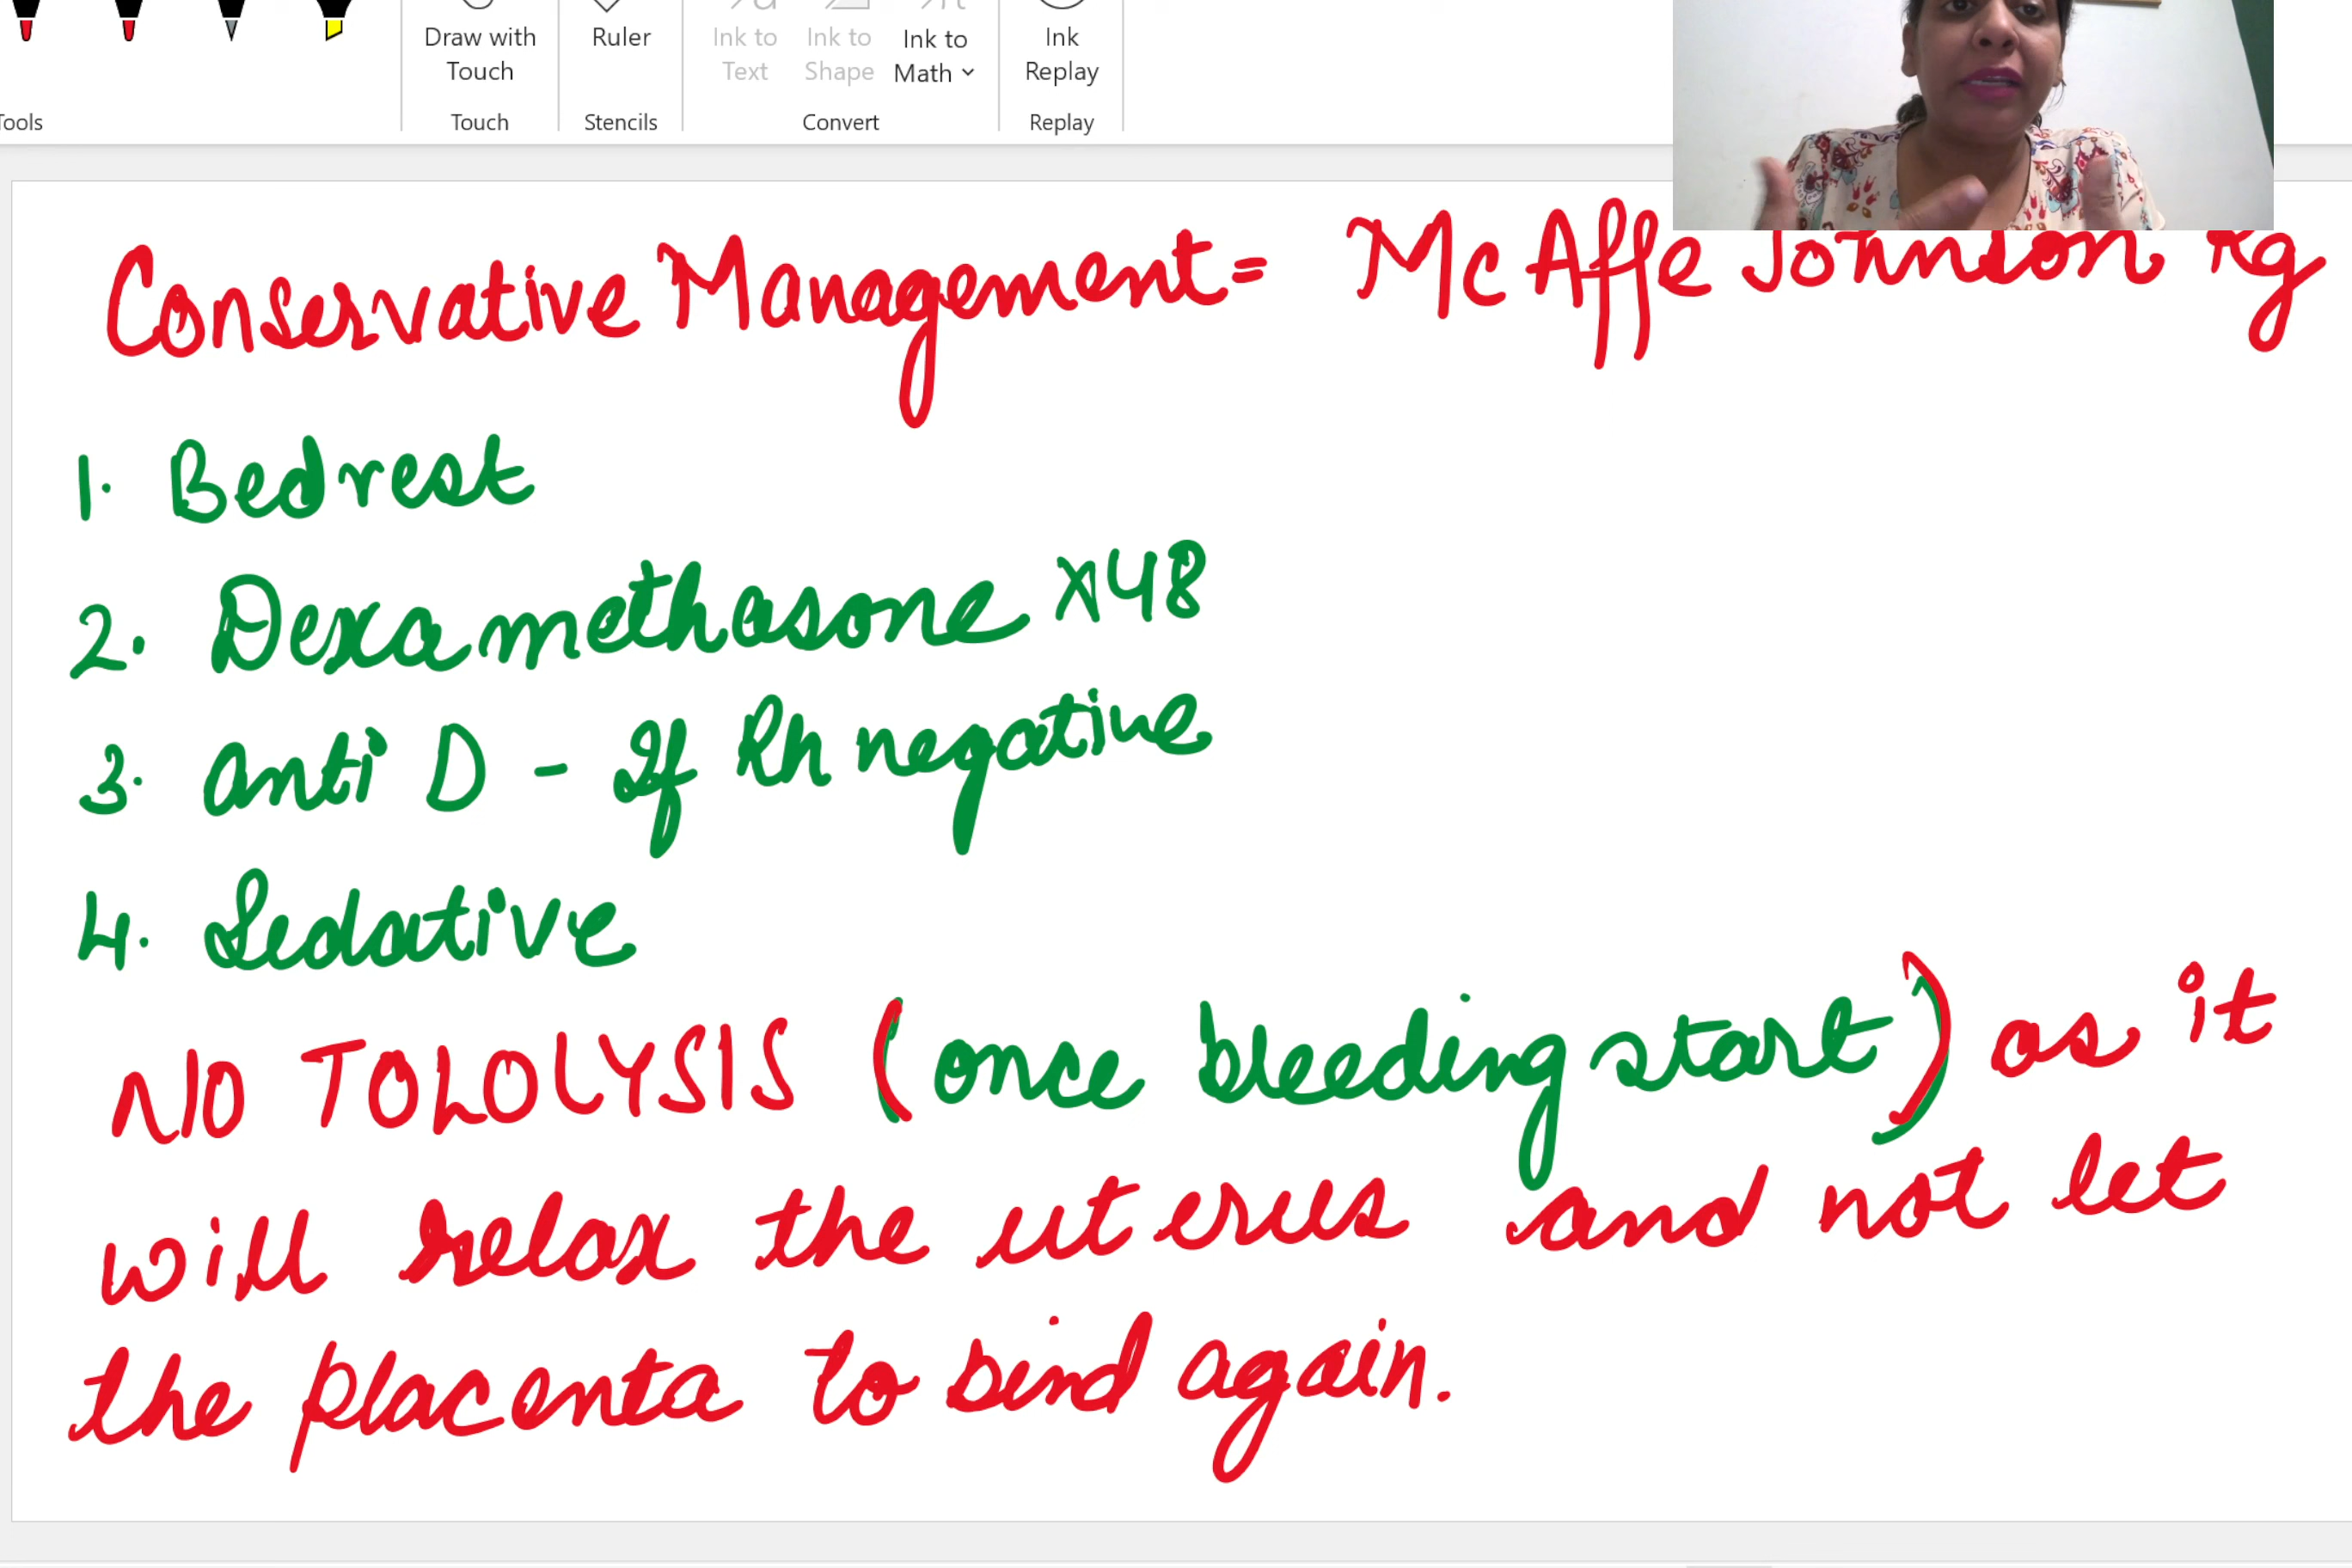 Draw with Touch
Ruler
Ink to Text
Ink to Shape
Ink to Math
Ink Replay
Tools
Touch
Stencils
Convert
Replay
Conservative Management = McAffe Johnson Rg
1. Bedrest
2. Dexamethasone x48
3. anti D - If Rh negative
4. Sedative
NO TOLOLYSIS (once bleeding start) as it
will relax the uterus and not let
the placenta to bind again.